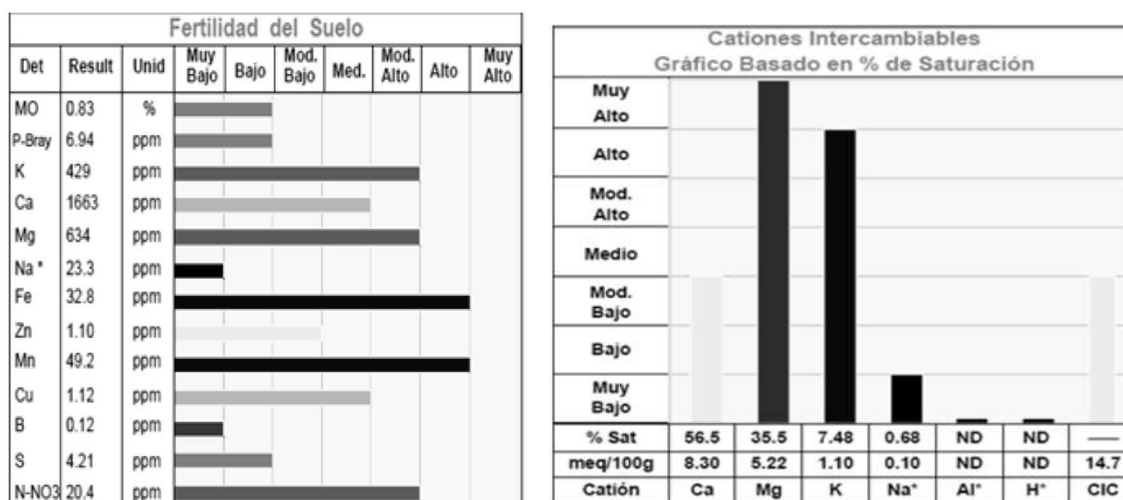 Fertilidad del Suelo
Det Result Unid Muy Bajo Bajo Mod. Bajo Med. Mod. Alto Alto Muy Alto
MO 0.83 %
P-Bray 6.94 ppm
K 429 ppm
Ca 1663 ppm
Mg 634 ppm
Na * 23.3 ppm
Fe 32.8 ppm
Zn 1.10 ppm
Mn 49.2 ppm
Cu 1.12 ppm
B 0.12 ppm
S 4.21 ppm
N-NO3 20.4 ppm
Cationes Intercambiables
Gráfico Basado en % de Saturación
Muy
Alto
Alto
Mod.
Alto
Medio
Mod.
Bajo
Bajo
Muy
Bajo
% Sat 56.5 35.5 7.48 0.68 ND ND —
meq/100g 8.30 5.22 1.10 0.10 ND ND 14.7
Catión Ca Mg K Na* Al* H* CIC